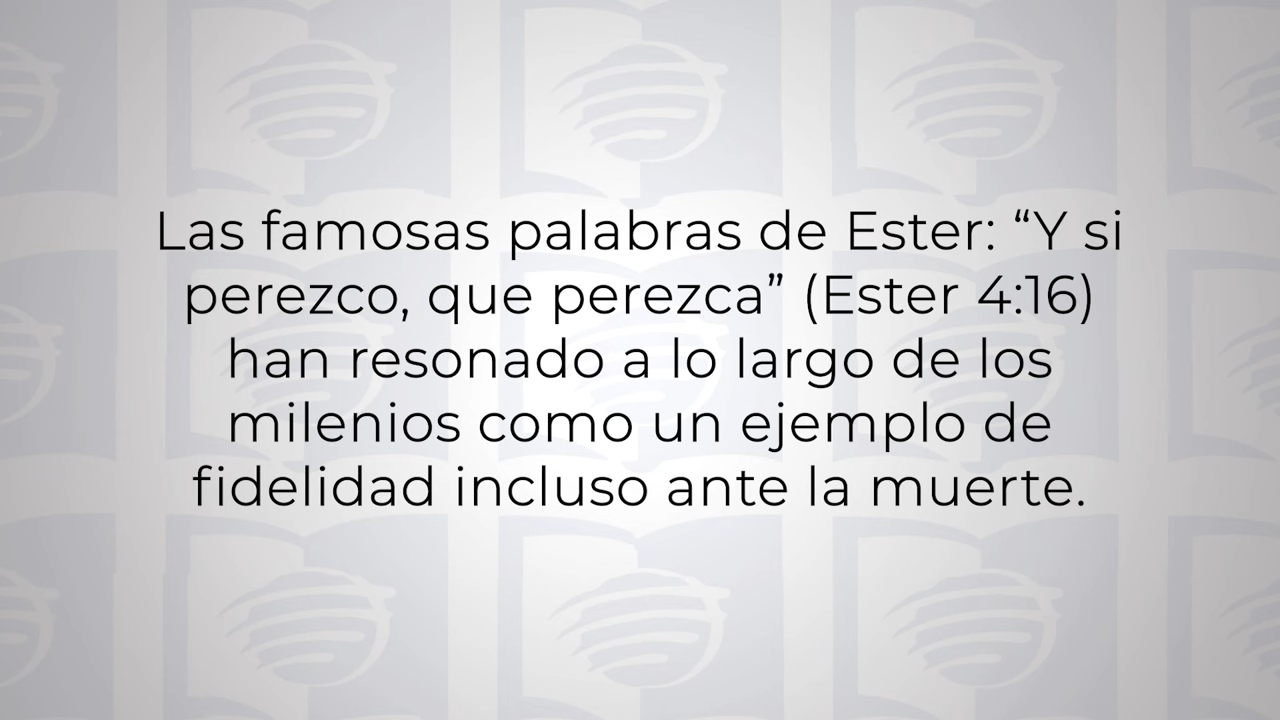 Las famosas palabras de Ester: “Y si
perezco, que perezca” (Ester 4:16)
han resonado a lo largo de los
milenios como un ejemplo de
fidelidad incluso ante la muerte.